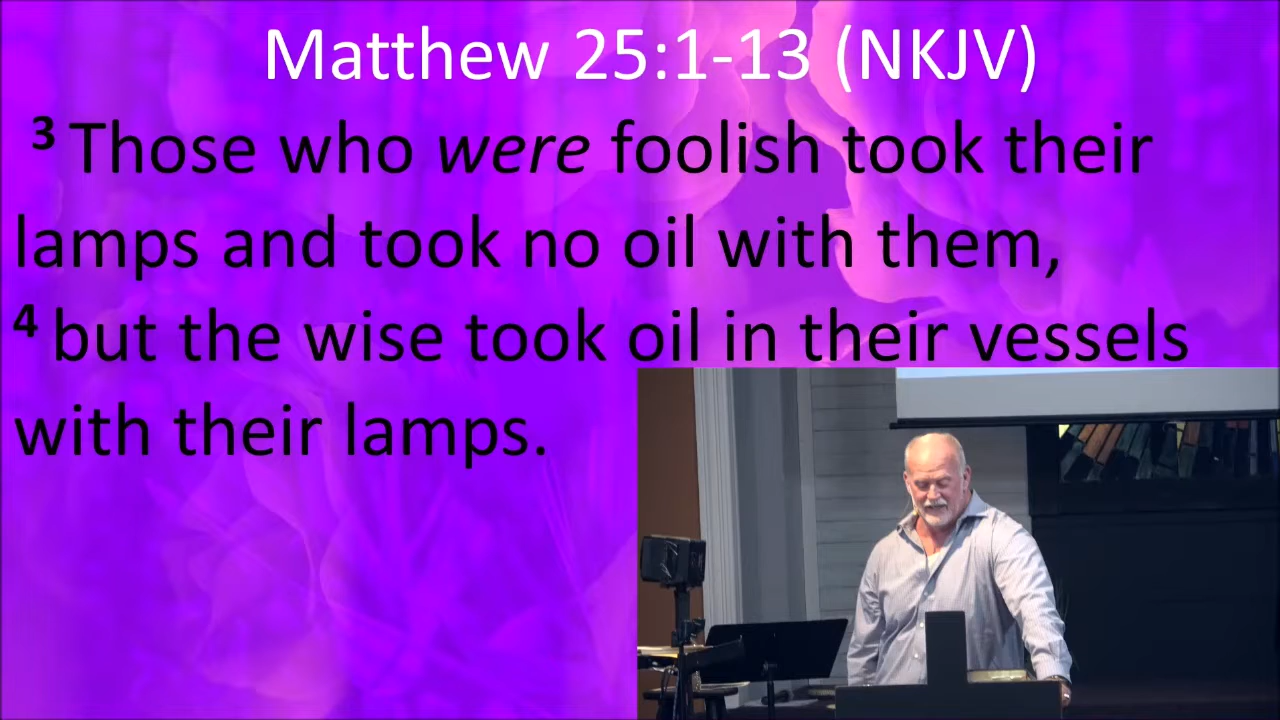 Matthew 25:1-13 (NKJV)
3 Those who were foolish took their
lamps and took no oil with them,
4 but the wise took oil in their vessels
with their lamps.